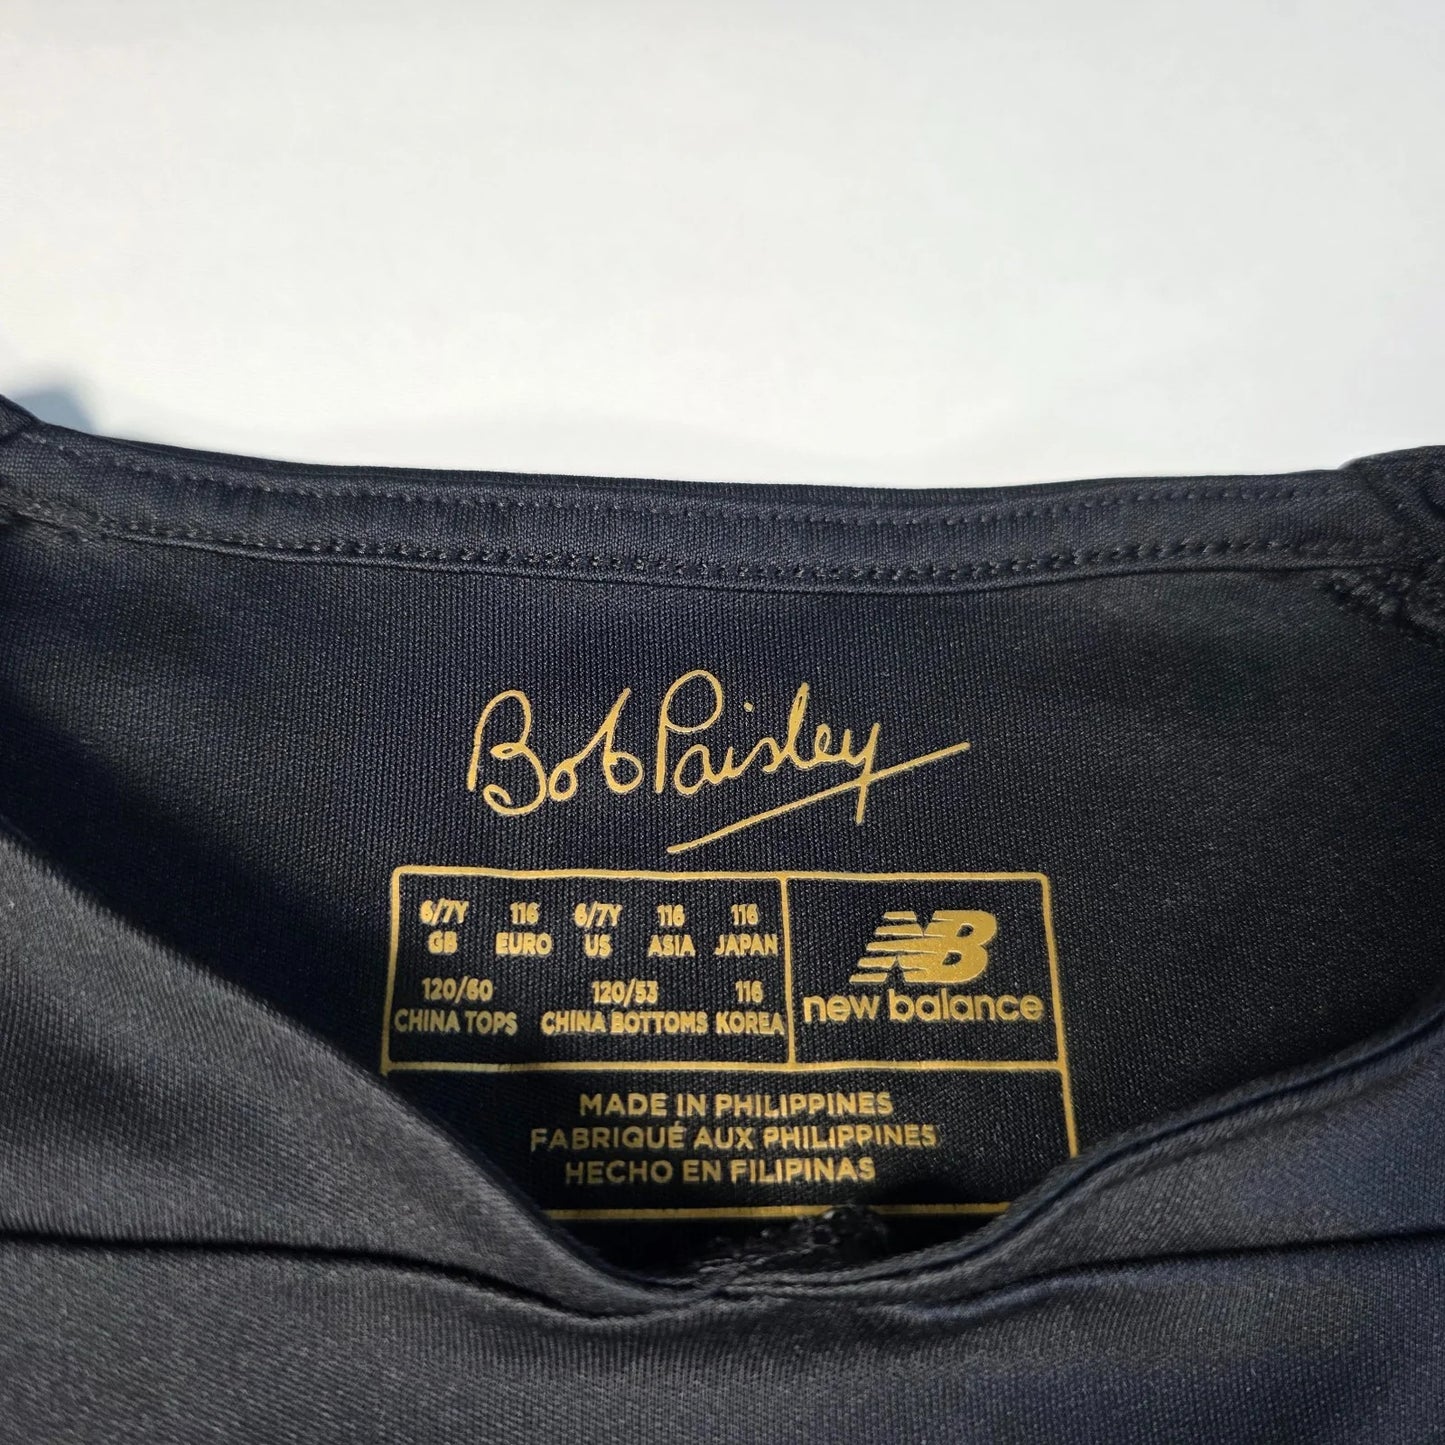 Bob Paisley
6/7Y 116 6/7Y 116 116
GB EURO US ASIA JAPAN
120/60 120/53 116
CHINA TOPS CHINA BOTTOMS KOREA
NB
new balance
MADE IN PHILIPPINES
FABRIQUÉ AUX PHILIPPINES
HECHO EN FILIPINAS